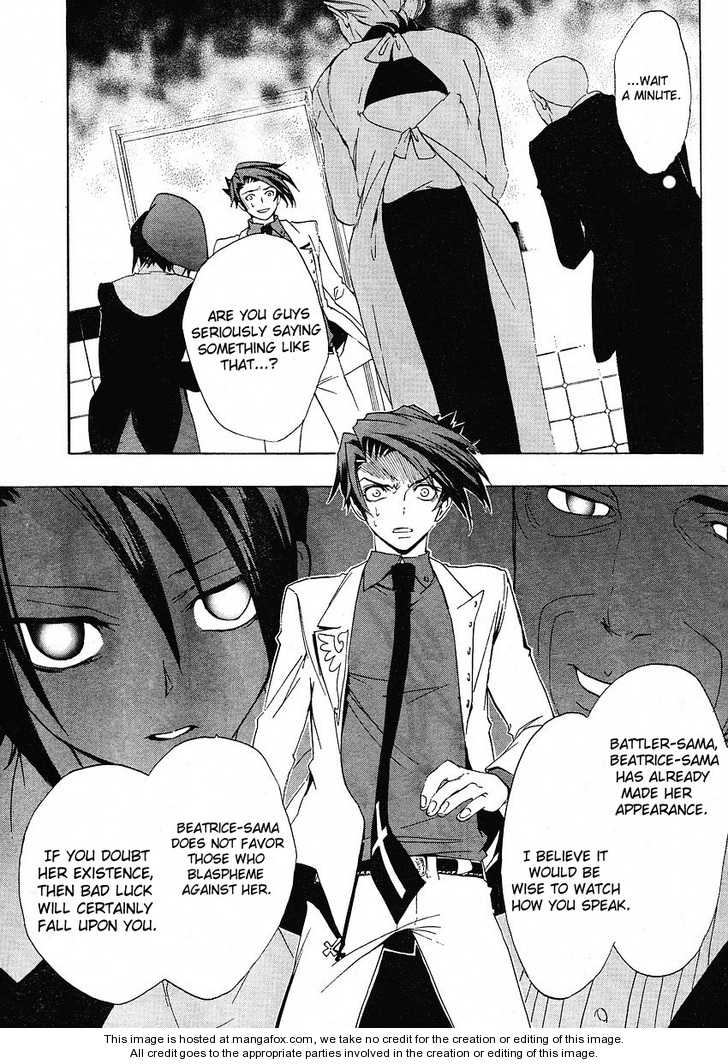 ...WAIT
A MINUTE.
ARE YOU GUYS
SERIOUSLY SAYING
SOMETHING LIKE
THAT...?
BATTLER-SAMA,
BEATRICE-SAMA
HAS ALREADY
MADE HER
APPEARANCE.
I BELIEVE IT
WOULD BE
WISE TO WATCH
HOW YOU SPEAK.
BEATRICE-SAMA
DOES NOT FAVOR
THOSE WHO
BLASPHEME
AGAINST HER.
IF YOU DOUBT
HER EXISTENCE,
THEN BAD LUCK
WILL CERTAINLY
FALL UPON YOU.
This image is hosted at mangafox.com, we take no credit for the creation or editing of this image.
All credit goes to the appropriate parties involved in the creation or editing of this image.